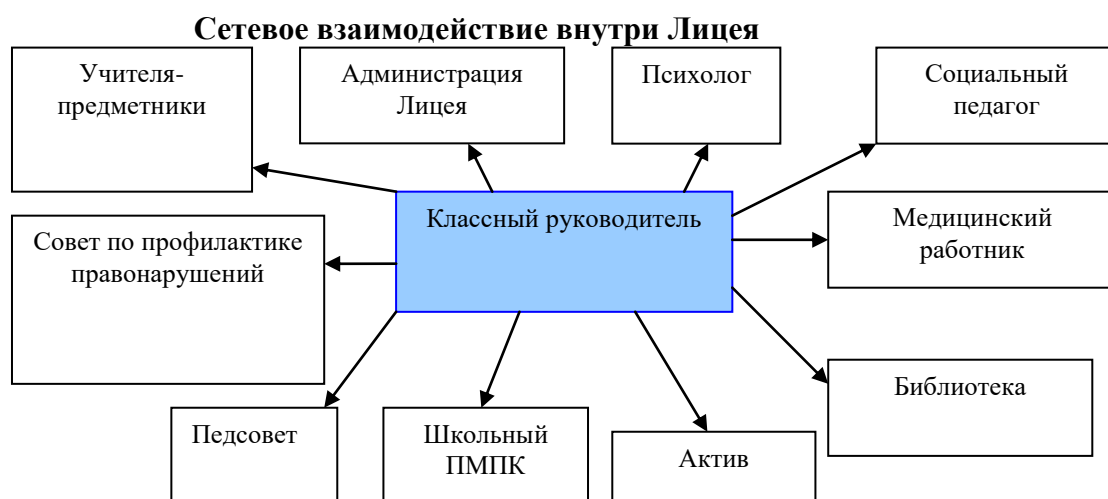 Сетевое взаимодействие внутри Лицея
Учителя-
предметники
Администрация
Лицея
Психолог
Социальный
педагог
Классный руководитель
Совет по профилактике
правонарушений
Медицинский
работник
Библиотека
Педсовет
Школьный
ПМПК
Актив